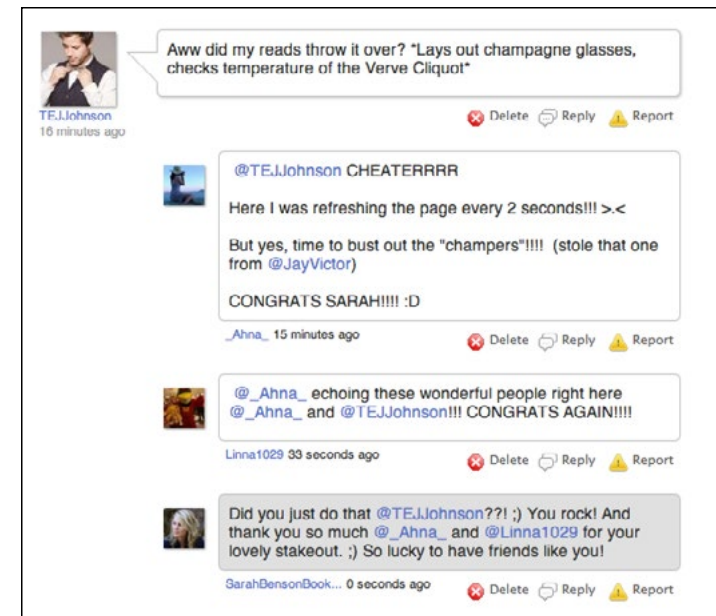 Aww did my reads throw it over? *Lays out champagne glasses,
checks temperature of the Verve Cliquot*
TEJJohnson
16 minutes ago
Delete Reply Report
@TEJJohnson CHEATERRRR
Here I was refreshing the page every 2 seconds!!! >.<
But yes, time to bust out the "champers"!!!! (stole that one
from @JayVictor)
CONGRATS SARAH!!!! :D
_Ahna_ 15 minutes ago
Delete Reply Report
@_Ahna_ echoing these wonderful people right here
@_Ahna_ and @TEJJohnson!!! CONGRATS AGAIN!!!!
Linna1029 33 seconds ago
Delete Reply Report
Did you just do that @TEJJohnson??! ;) You rock! And
thank you so much @_Ahna_ and @Linna1029 for your
lovely stakeout. ;) So lucky to have friends like you!
SarahBensonBook... 0 seconds ago
Delete Reply Report